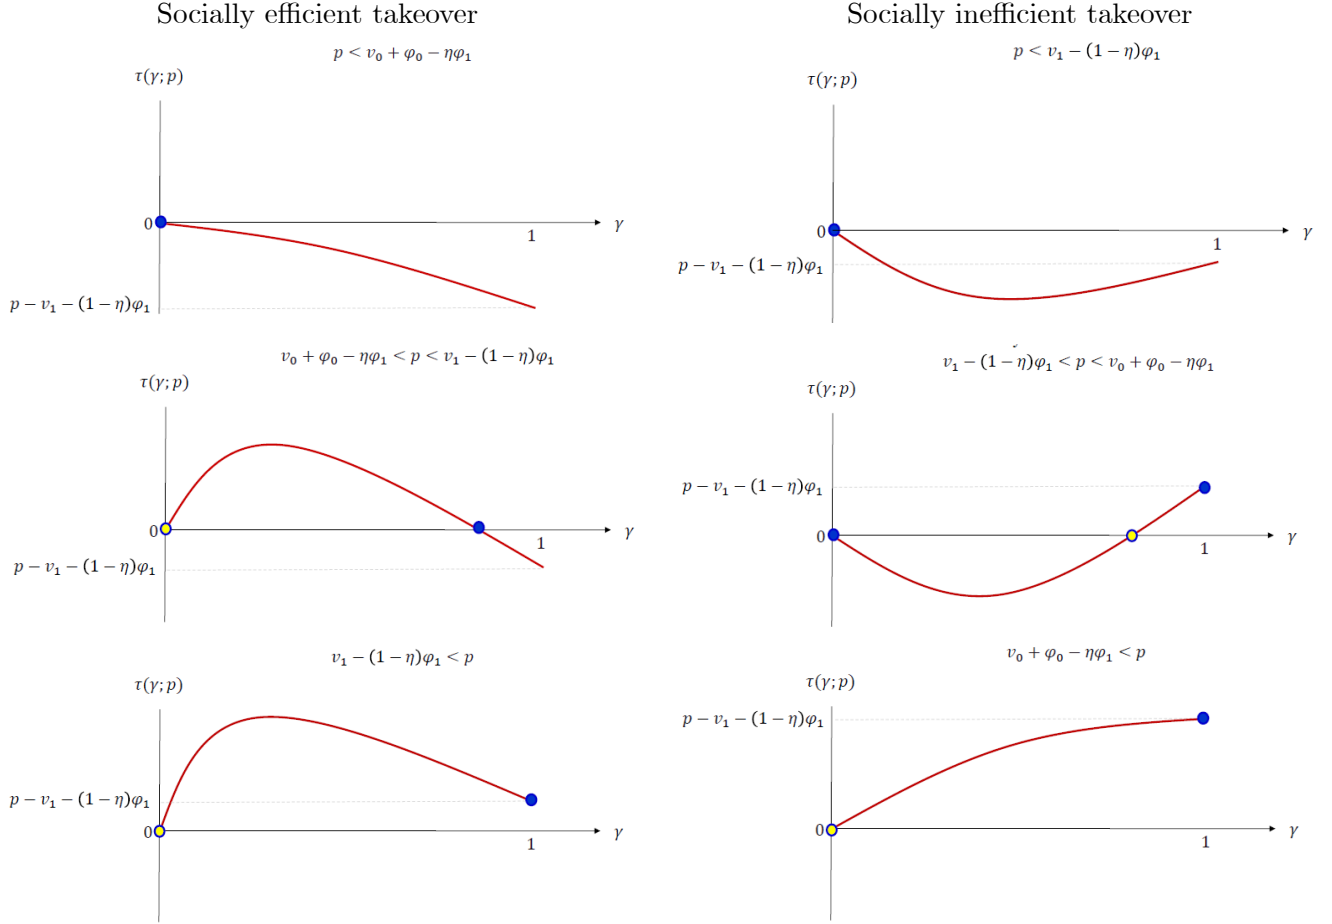 Socially efficient takeover
Socially inefficient takeover
p < v₀ + φ₀ − ηφ₁
τ(γ; p)
0
1
γ
p − v₁ − (1 − η)φ₁
p < v₁ − (1 − η)φ₁
τ(γ; p)
0
1
γ
p − v₁ − (1 − η)φ₁
v₀ + φ₀ − ηφ₁ < p < v₁ − (1 − η)φ₁
τ(γ; p)
0
1
γ
p − v₁ − (1 − η)φ₁
v₁ − (1 − η)φ₁ < p < v₀ + φ₀ − ηφ₁
τ(γ; p)
p − v₁ − (1 − η)φ₁
0
1
γ
v₁ − (1 − η)φ₁ < p
τ(γ; p)
p − v₁ − (1 − η)φ₁
0
1
γ
v₀ + φ₀ − ηφ₁ < p
τ(γ; p)
p − v₁ − (1 − η)φ₁
0
1
γ